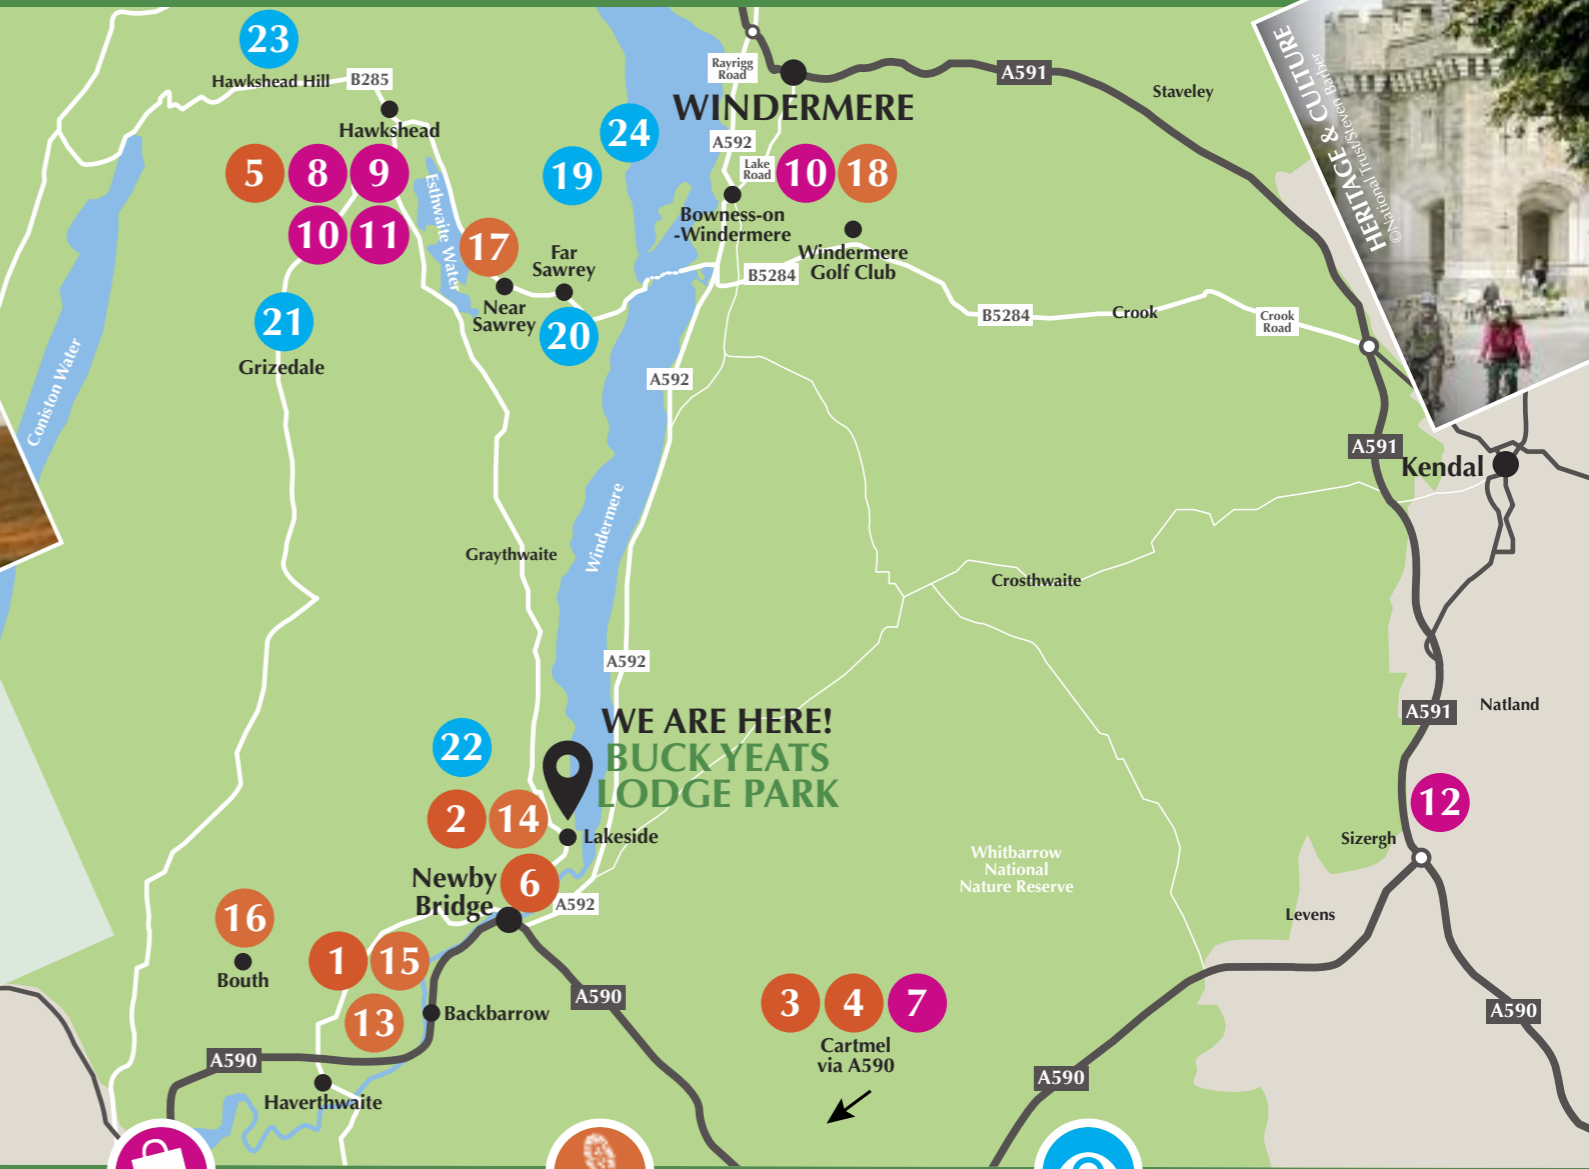 23
Hawkshead Hill
B285
Hawkshead
5
8
9
10
11
Esthwaite Water
17
Far
Sawrey
Near
Sawrey
20
21
Grizedale
Coniston Water
19
24
Rayrigg
Road
WINDERMERE
A592
Lake
Road
10
18
Bowness-on
-Windermere
Windermere
Golf Club
B5284
A591
Staveley
B5284
Crook
Crook
Road
HERITAGE & CULTURE
©National Trust/Steven Barber
A592
A591
Kendal
Graythwaite
Windermere
Crosthwaite
A592
A591
Natland
WE ARE HERE!
BUCK YEATS
LODGE PARK
22
2
14
Lakeside
12
Sizergh
Newby
Bridge
6
A592
Whitbarrow
National
Nature Reserve
Levens
16
Bouth
1
15
13
Backbarrow
A590
3
4
7
Cartmel
via A590
A590
A590
A590
Haverthwaite